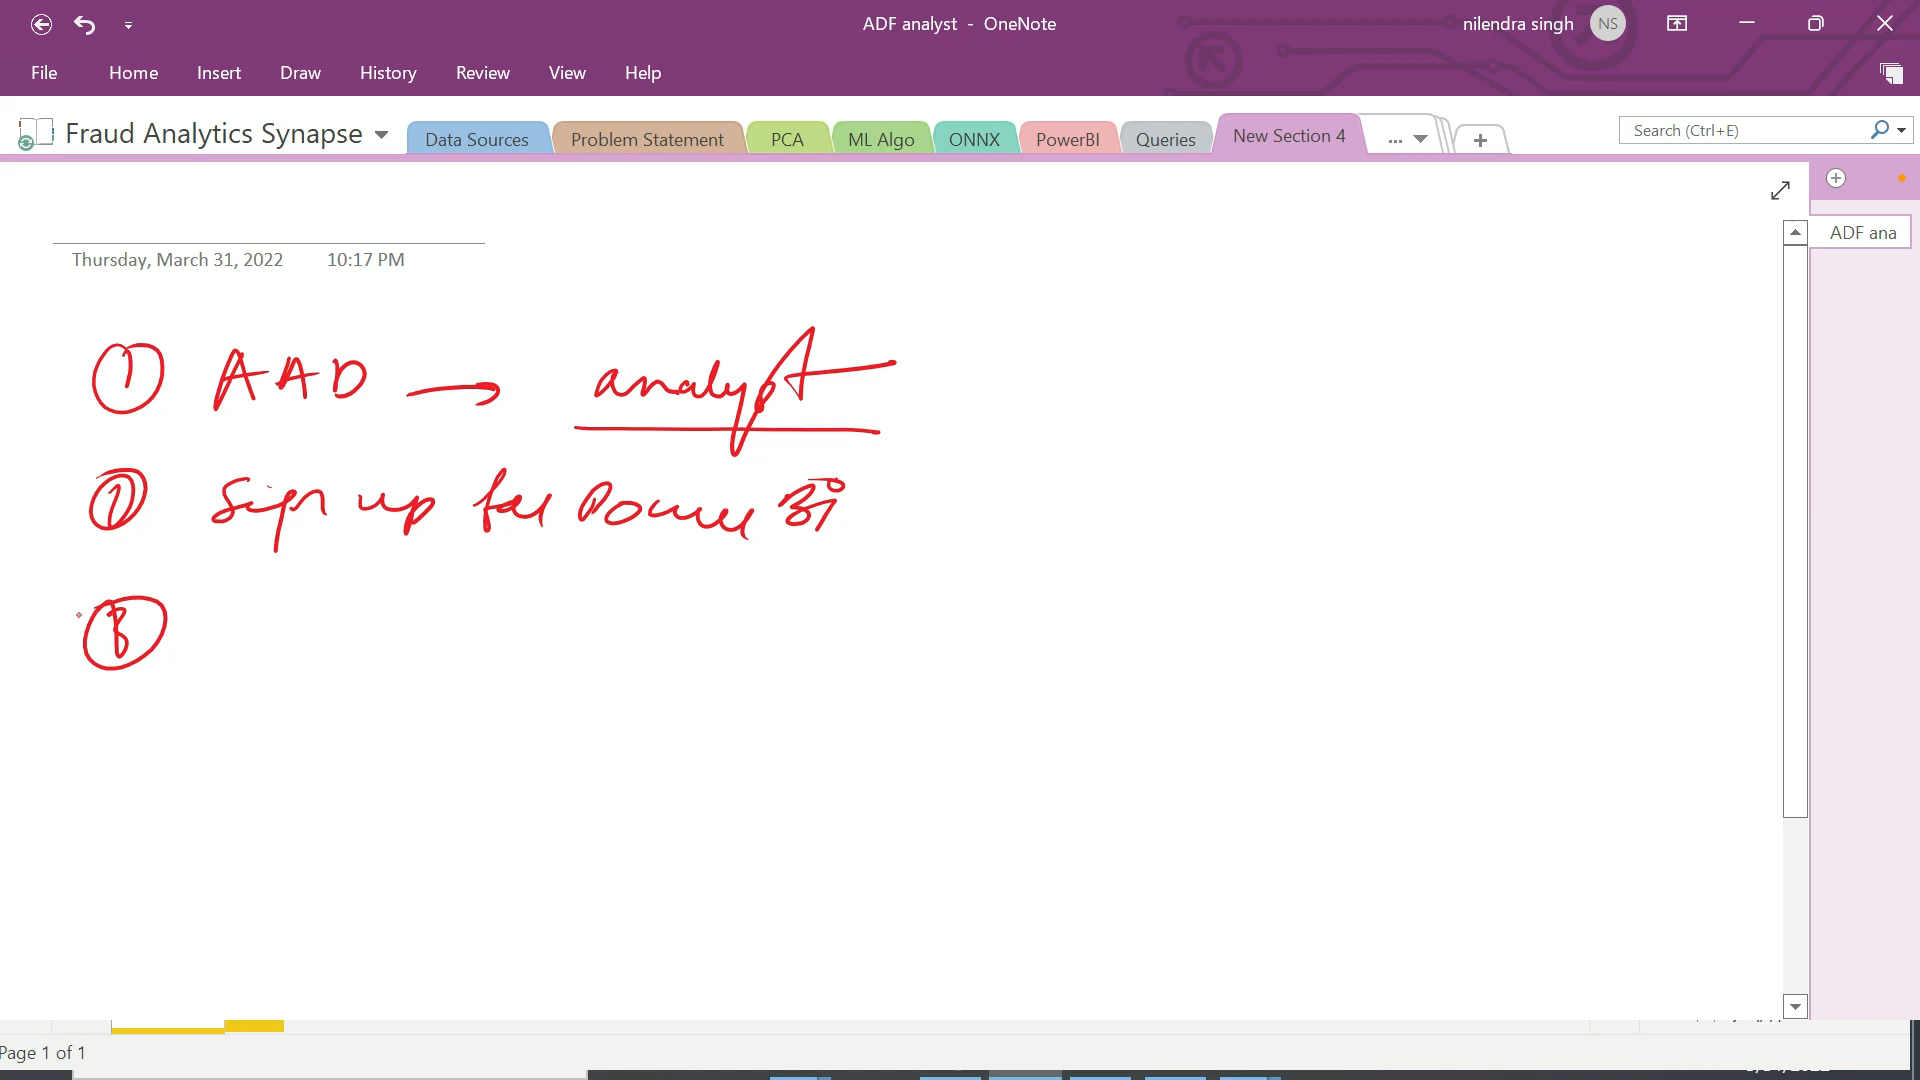 ADF analyst - OneNote
nilendra singh NS
File Home Insert Draw History Review View Help
Fraud Analytics Synapse Data Sources Problem Statement PCA ML Algo ONNX PowerBI Queries New Section 4 ... + Search (Ctrl+E)
ADF ana
Thursday, March 31, 2022 10:17 PM
① AAD → analyst
② Sign up for Power BI
③
Page 1 of 1